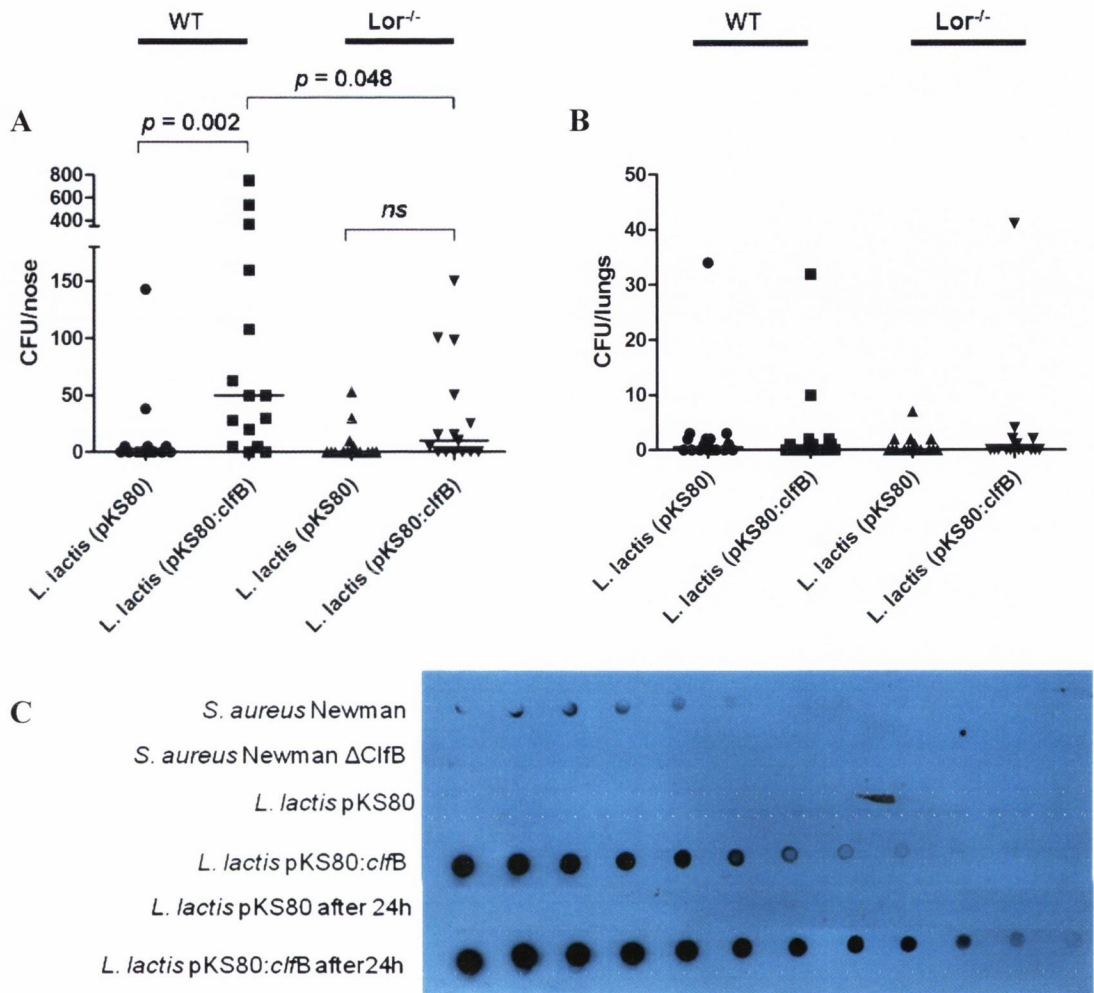 WT Lor-/-
p = 0.048
A
p = 0.002
ns
CFU/nose
800
600
400
150
100
50
0
L. lactis (pKS80)
L. lactis (pKS80:clfB)
L. lactis (pKS80)
L. lactis (pKS80:clfB)
WT Lor-/-
B
CFU/lungs
50
40
30
20
10
0
L. lactis (pKS80)
L. lactis (pKS80:clfB)
L. lactis (pKS80)
L. lactis (pKS80:clfB)
C
S. aureus Newman
S. aureus Newman ΔClfB
L. lactis pKS80
L. lactis pKS80:clfB
L. lactis pKS80 after 24h
L. lactis pKS80:clfB after24h